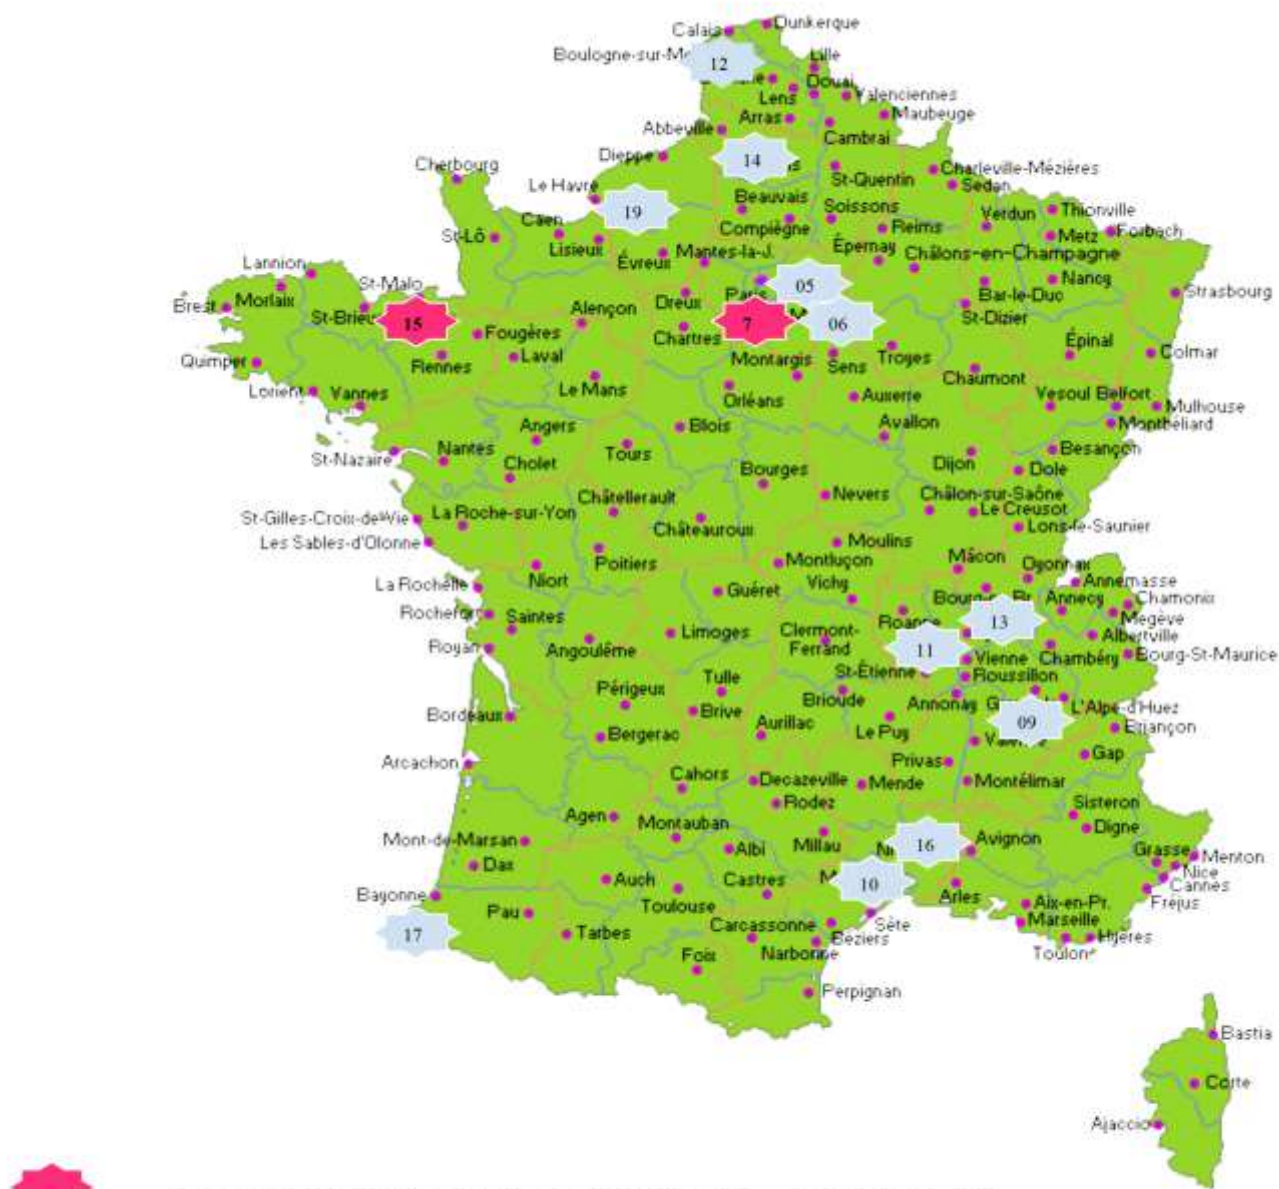 Dunkerque
Calais
Lille
12
Douai
Valenciennes
Lens
Maubeuge
Arras
Abbeville
Cambrai
Dieppe
14
Cherbourg
St-Quentin
Charleville-Mézières
Sedan
Le Havre
19
Beauvais
Soissons
Verdun
Thionville
Caen
Compiègne
Reims
Metz
Forbach
St-Lô
Lisieux
Évreux
Mantes-la-J.
Épernay
Châlons-en-Champagne
Lannion
Nancy
St-Malo
05
Paris
Bar-le-Duc
Strasbourg
Brest
Morlaix
Dreux
St-Dizier
15
Alençon
7
06
Fougères
Chartres
Rennes
Laval
Montargis
Sens
Troyes
Épinal
Colmar
Quimper
Le Mans
Chaumont
Lorient
Vannes
Orléans
Auxerre
Vesoul
Belfort
Mulhouse
Blois
Avallon
Montbéliard
Angers
St-Nazaire
Nantes
Tours
Dijon
Besançon
Cholet
Bourges
Dole
Châtellerault
Nevers
Châlon-sur-Saône
St-Gilles-Croix-de-Vie
La Roche-sur-Yon
Châteauroux
Le Creusot
Lons-le-Saunier
Les Sables-d'Olonne
Moulins
Poitiers
Montluçon
Mâcon
Oyonnax
Niort
Vichy
La Rochelle
Guéret
Annemasse
Annecy
Chamonix
Rochefort
Saintes
Roanne
13
Megève
Limoges
Clermont-
Ferrand
Albertville
Royan
Angoulême
11
Vienne
Chambéry
Bourg-St-Maurice
St-Étienne
Roussillon
Tulle
Périgueux
Brioude
Annonay
L'Alpe-d'Huez
Bordeaux
Brive
Aurillac
Le Puy
09
Briançon
Bergerac
Arcachon
Privas
Gap
Cahors
Decazeville
Mende
Montélimar
Rodez
Sisteron
Agen
Montauban
Digne
Mont-de-Marsan
Albi
Millau
16
Avignon
Grasse
Menton
Dax
Nice
Auch
Castres
10
Cannes
Bayonne
Toulouse
Arles
Aix-en-Pr.
Fréjus
Pau
Sète
Marseille
17
Tarbes
Carcassonne
Béziers
Hyères
Narbonne
Toulon
Foix
Perpignan
Bastia
Corte
Ajaccio